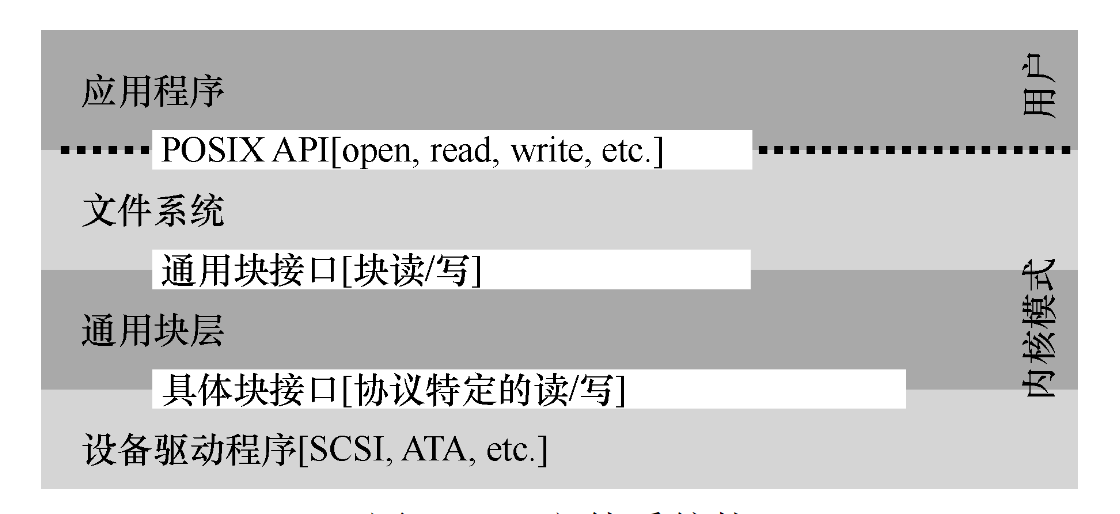 应用程序
用户
POSIX API[open, read, write, etc.]
文件系统
通用块接口[块读/写]
通用块层
内核模式
具体块接口[协议特定的读/写]
设备驱动程序[SCSI, ATA, etc.]